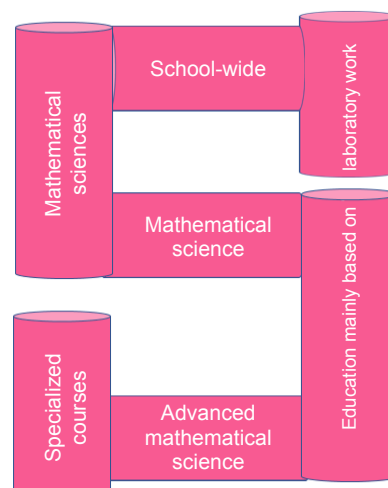 School-wide
laboratory work
Mathematical
sciences
Mathematical
science
Education mainly based on
Specialized
courses
Advanced
mathematical
science